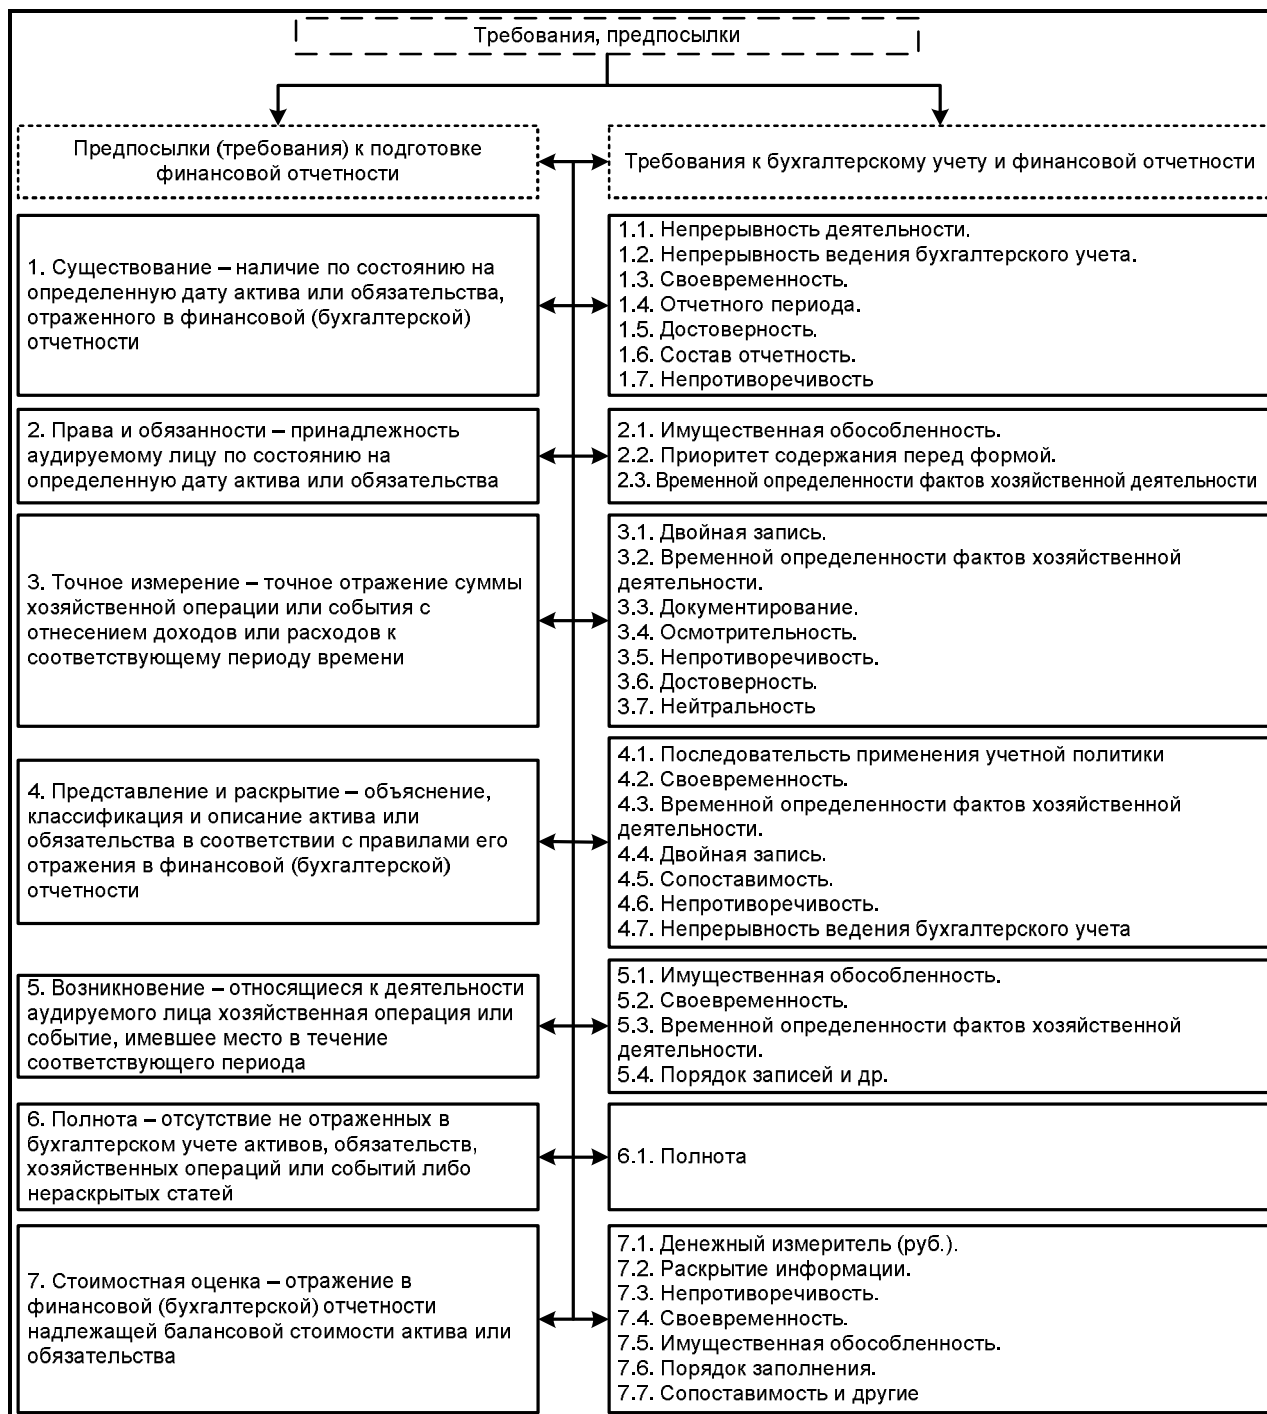 Требования, предпосылки
Предпосылки (требования) к подготовке
финансовой отчетности
Требования к бухгалтерскому учету и финансовой отчетности
1. Существование – наличие по состоянию на
определенную дату актива или обязательства,
отраженного в финансовой (бухгалтерской)
отчетности
1.1. Непрерывность деятельности.
1.2. Непрерывность ведения бухгалтерского учета.
1.3. Своевременность.
1.4. Отчетного периода.
1.5. Достоверность.
1.6. Состав отчетность.
1.7. Непротиворечивость
2. Права и обязанности – принадлежность
аудируемому лицу по состоянию на
определенную дату актива или обязательства
2.1. Имущественная обособленность.
2.2. Приоритет содержания перед формой.
2.3. Временной определенности фактов хозяйственной деятельности
3. Точное измерение – точное отражение суммы
хозяйственной операции или события с
отнесением доходов или расходов к
соответствующему периоду времени
3.1. Двойная запись.
3.2. Временной определенности фактов хозяйственной
деятельности.
3.3. Документирование.
3.4. Осмотрительность.
3.5. Непротиворечивость.
3.6. Достоверность.
3.7. Нейтральность
4. Представление и раскрытие – объяснение,
классификация и описание актива или
обязательства в соответствии с правилами его
отражения в финансовой (бухгалтерской)
отчетности
4.1. Последовательсть применения учетной политики
4.2. Своевременность.
4.3. Временной определенности фактов хозяйственной
деятельности.
4.4. Двойная запись.
4.5. Сопоставимость.
4.6. Непротиворечивость.
4.7. Непрерывность ведения бухгалтерского учета
5. Возникновение – относящиеся к деятельности
аудируемого лица хозяйственная операция или
событие, имевшее место в течение
соответствующего периода
5.1. Имущественная обособленность.
5.2. Своевременность.
5.3. Временной определенности фактов хозяйственной
деятельности.
5.4. Порядок записей и др.
6. Полнота – отсутствие не отраженных в
бухгалтерском учете активов, обязательств,
хозяйственных операций или событий либо
нераскрытых статей
6.1. Полнота
7. Стоимостная оценка – отражение в
финансовой (бухгалтерской) отчетности
надлежащей балансовой стоимости актива или
обязательства
7.1. Денежный измеритель (руб.).
7.2. Раскрытие информации.
7.3. Непротиворечивость.
7.4. Своевременность.
7.5. Имущественная обособленность.
7.6. Порядок заполнения.
7.7. Сопоставимость и другие